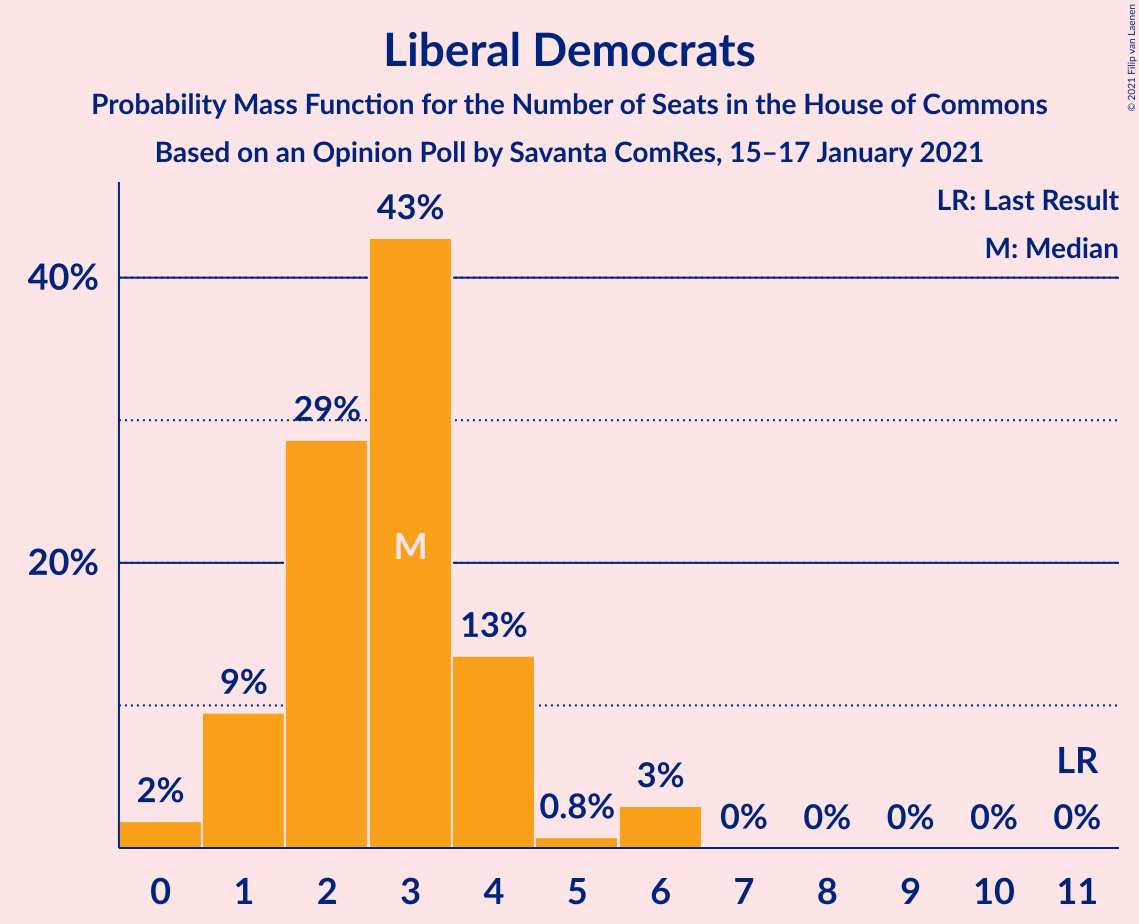 Liberal Democrats
Probability Mass Function for the Number of Seats in the House of Commons
Based on an Opinion Poll by Savanta ComRes, 15–17 January 2021
© 2021 Filip van Laenen
LR: Last Result
M: Median
40%
20%
2%
9%
29%
43%
M
13%
0.8%
3%
0%
0%
0%
0%
LR
0%
0 1 2 3 4 5 6 7 8 9 10 11